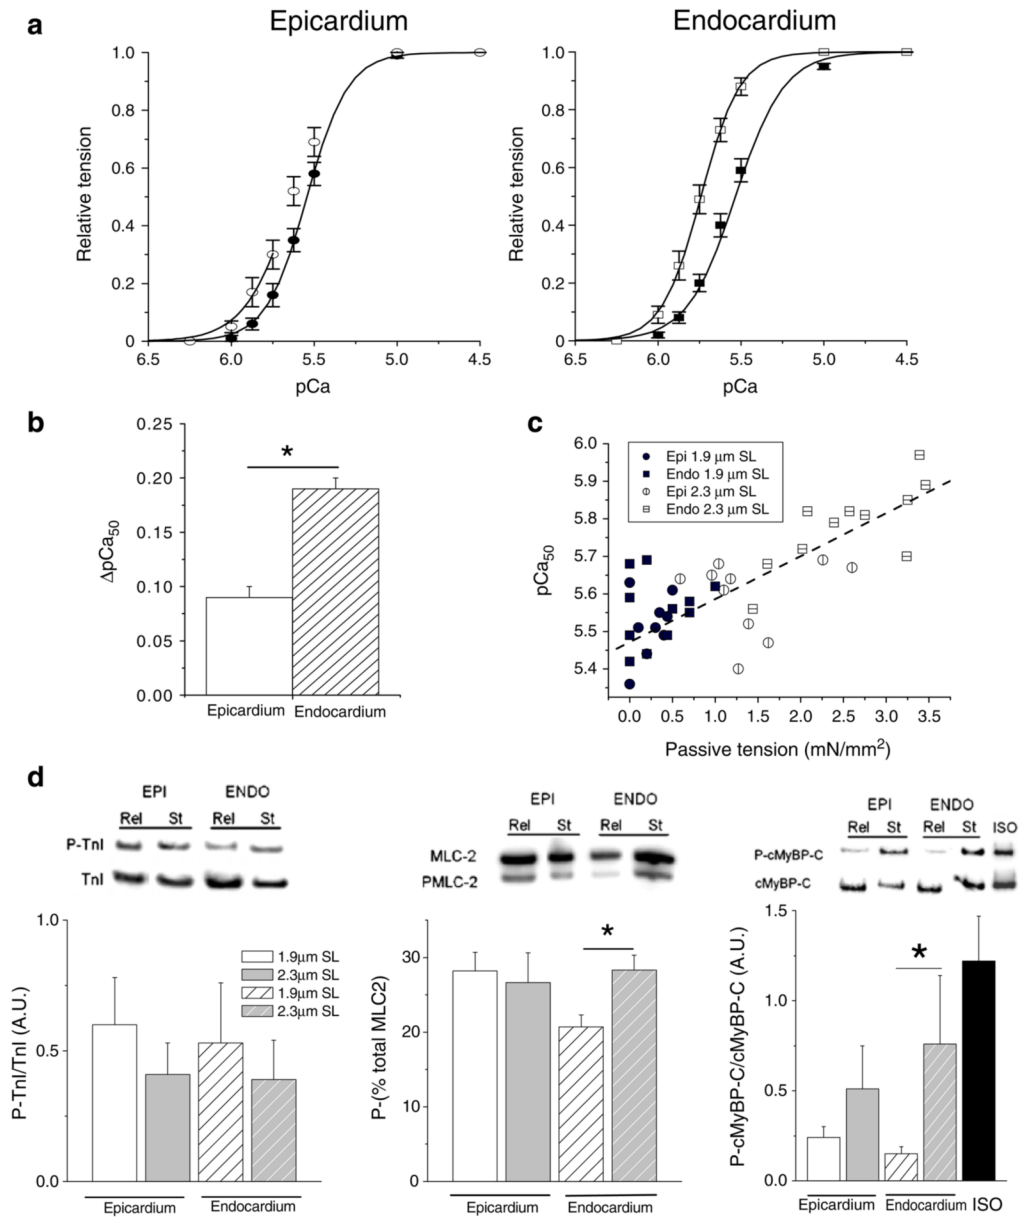 a
Epicardium
Endocardium
1.0
0.8
0.6
0.4
0.2
0
Relative tension
6.5 6.0 5.5 5.0 4.5
pCa
1.0
0.8
0.6
0.4
0.2
0
Relative tension
6.5 6.0 5.5 5.0 4.5
pCa
b
0.25
0.20
0.15
0.10
0.05
0.00
ΔpCa50
*
Epicardium Endocardium
c
6.0
5.9
5.8
5.7
5.6
5.5
5.4
pCa50
Epi 1.9 μm SL
Endo 1.9 μm SL
Epi 2.3 μm SL
Endo 2.3 μm SL
0.0 0.5 1.0 1.5 2.0 2.5 3.0 3.5
Passive tension (mN/mm2)
d
EPI ENDO
Rel St Rel St
P-TnI
TnI
1.0
0.5
0.0
P-TnI/TnI (A.U.)
1.9μm SL
2.3μm SL
1.9μm SL
2.3μm SL
Epicardium Endocardium
EPI ENDO
Rel St Rel St
MLC-2
PMLC-2
30
20
10
0
P-(% total MLC2)
*
Epicardium Endocardium
EPI ENDO
Rel St Rel St ISO
P-cMyBP-C
cMyBP-C
1.5
1.0
0.5
0.0
P-cMyBP-C/cMyBP-C (A.U.)
*
Epicardium Endocardium ISO